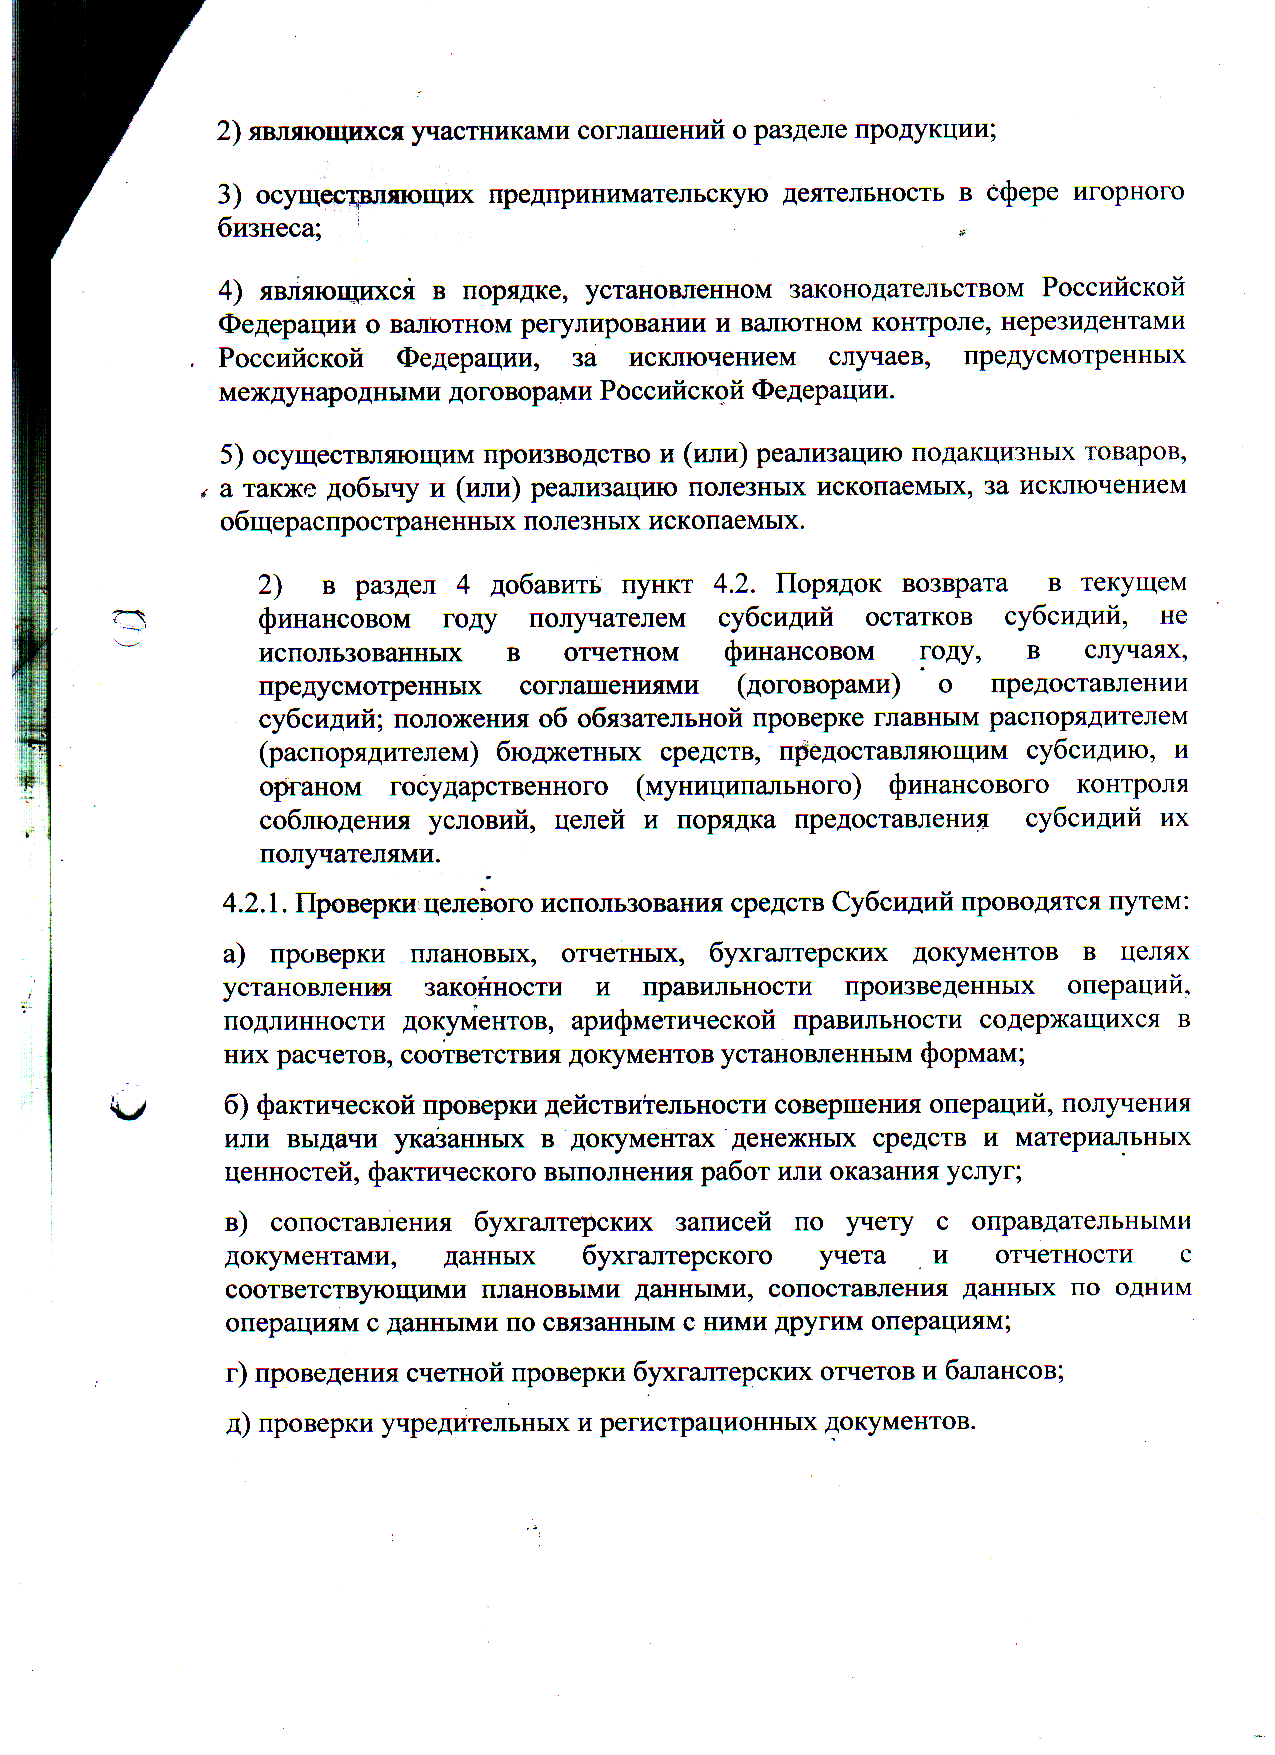 2) являющихся участниками соглашений о разделе продукции;
3) осуществляющих предпринимательскую деятельность в сфере игорного
бизнеса;
4) являющихся в порядке, установленном законодательством Российской
Федерации о валютном регулировании и валютном контроле, нерезидентами
Российской Федерации, за исключением случаев, предусмотренных
международными договорами Российской Федерации.
5) осуществляющим производство и (или) реализацию подакцизных товаров,
а также добычу и (или) реализацию полезных ископаемых, за исключением
общераспространенных полезных ископаемых.
2) в раздел 4 добавить пункт 4.2. Порядок возврата в текущем
финансовом году получателем субсидий остатков субсидий, не
использованных в отчетном финансовом году, в случаях,
предусмотренных соглашениями (договорами) о предоставлении
субсидий; положения об обязательной проверке главным распорядителем
(распорядителем) бюджетных средств, предоставляющим субсидию, и
органом государственного (муниципального) финансового контроля
соблюдения условий, целей и порядка предоставления субсидий их
получателями.
4.2.1. Проверки целевого использования средств Субсидий проводятся путем:
а) проверки плановых, отчетных, бухгалтерских документов в целях
установления законности и правильности произведенных операций,
подлинности документов, арифметической правильности содержащихся в
них расчетов, соответствия документов установленным формам;
б) фактической проверки действительности совершения операций, получения
или выдачи указанных в документах денежных средств и материальных
ценностей, фактического выполнения работ или оказания услуг;
в) сопоставления бухгалтерских записей по учету с оправдательными
документами, данных бухгалтерского учета и отчетности с
соответствующими плановыми данными, сопоставления данных по одним
операциям с данными по связанным с ними другим операциям;
г) проведения счетной проверки бухгалтерских отчетов и балансов;
д) проверки учредительных и регистрационных документов.